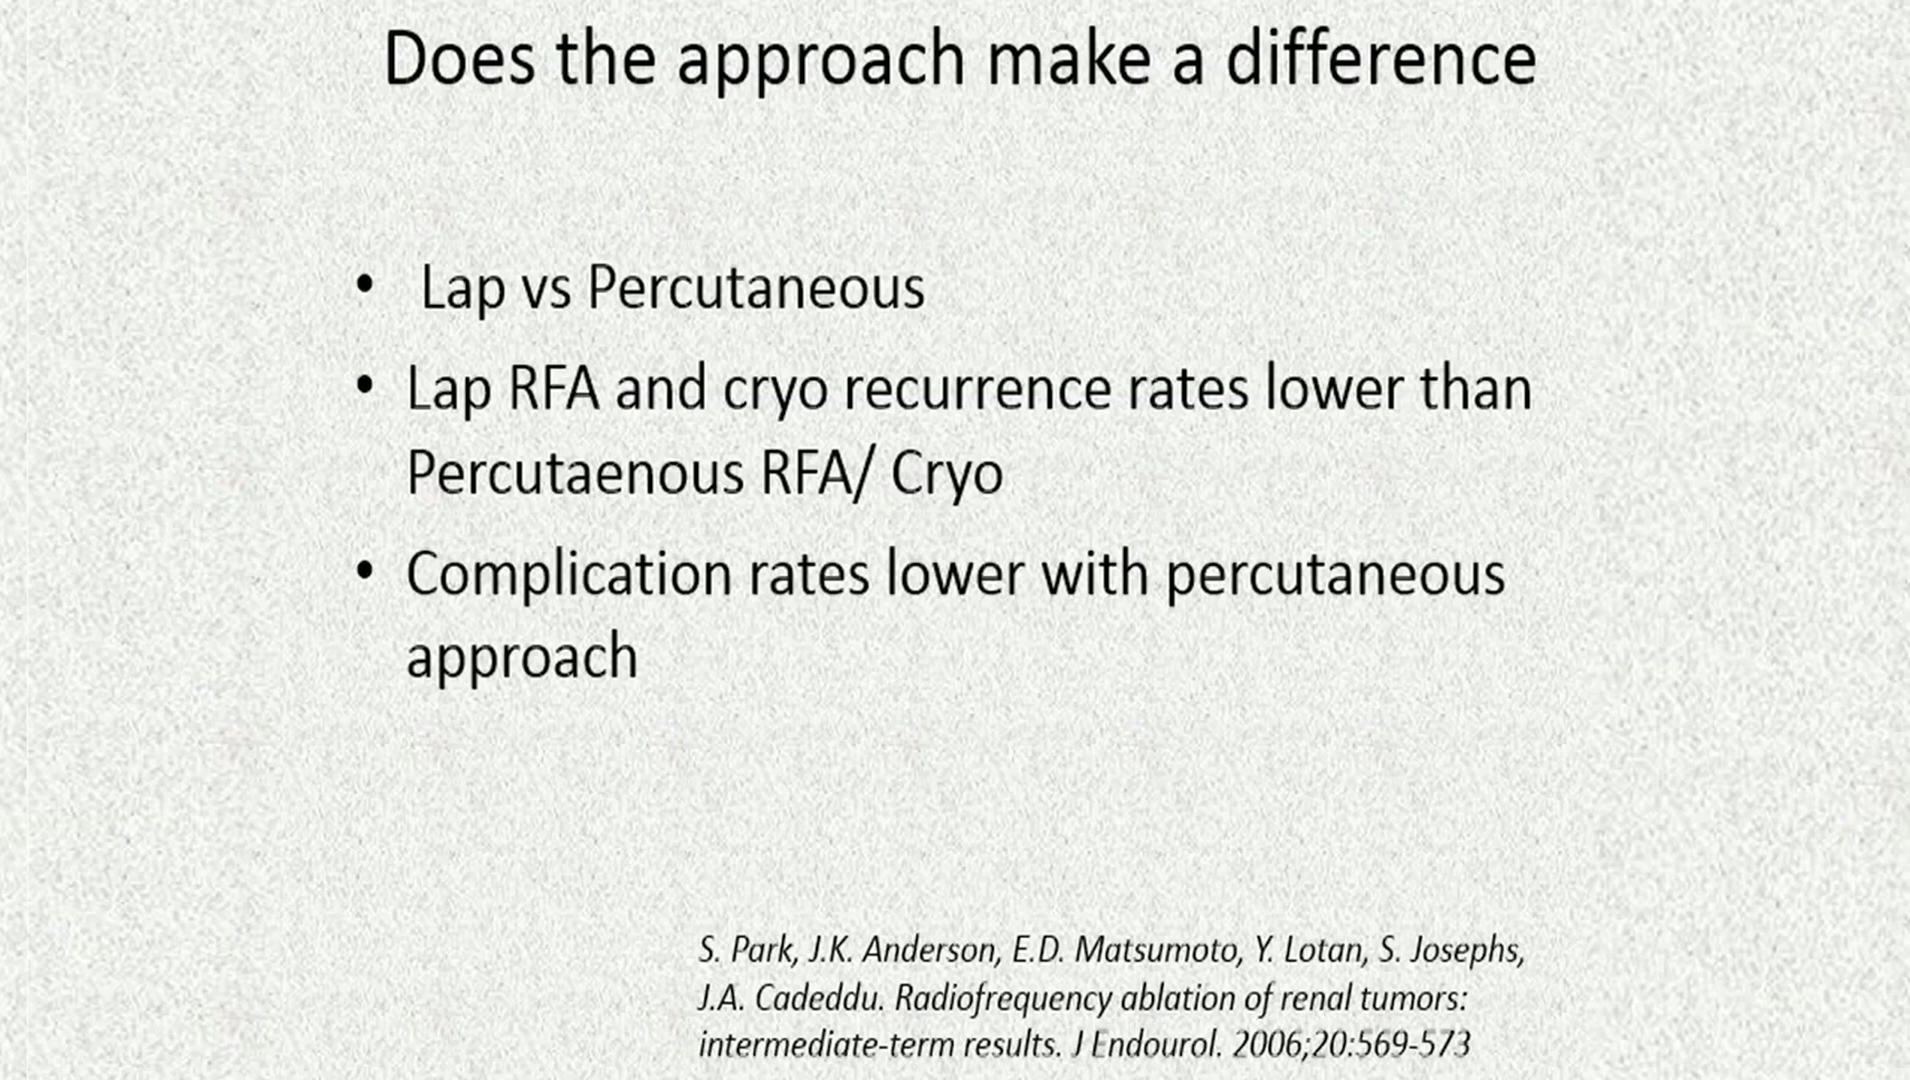 Does the approach make a difference
• Lap vs Percutaneous
• Lap RFA and cryo recurrence rates lower than
Percutaenous RFA/ Cryo
• Complication rates lower with percutaneous
approach
S. Park, J.K. Anderson, E.D. Matsumoto, Y. Lotan, S. Josephs,
J.A. Cadeddu. Radiofrequency ablation of renal tumors:
intermediate-term results. J Endourol. 2006;20:569-573